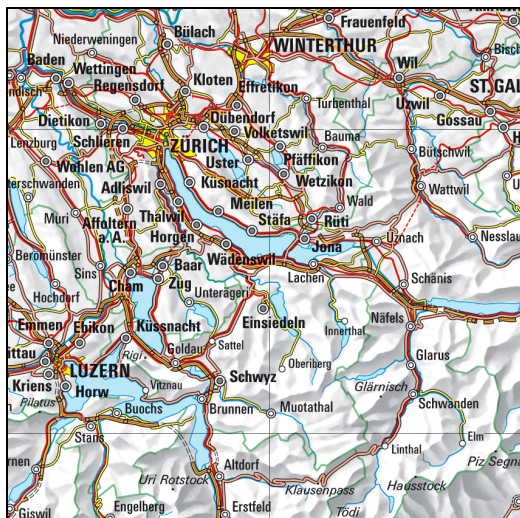 Frauenfeld
Bülach
Niederweningen
WINTERTHUR
Baden
Wettingen
Kloten
Wil
Regensdorf
Effretikon
Turbenthal
Uzwil
ST.GAL
Gossau
Dietikon
Dübendorf
Volketswil
Lenzburg
Schlieren
ZÜRICH
Bauma
Bütschwil
Wohlen AG
Uster
Pfäffikon
Adliswil
Küsnacht
Wetzikon
Wattwil
Muri
Meilen
Wald
Affoltern
a. A.
Thalwil
Stäfa
Rüti
Horgen
Jona
Uznach
Nesslau
Beromünster
Sins
Baar
Wädenswil
Lachen
Schänis
Hochdorf
Cham
Zug
Unterägeri
Einsiedeln
Innerthal
Näfels
Emmen
Ebikon
Küssnacht
Sattel
ittau
Rigi
Goldau
Oberiberg
Glarus
LUZERN
Schwyz
Glärnisch
Kriens
Horw
Vitznau
Pilatus
Buochs
Brunnen
Muotathal
Schwanden
Stans
Linthal
Elm
Altdorf
Piz Segna
Uri Rotstock
Klausenpass
Hausstock
Giswil
Engelberg
Erstfeld
Tödi